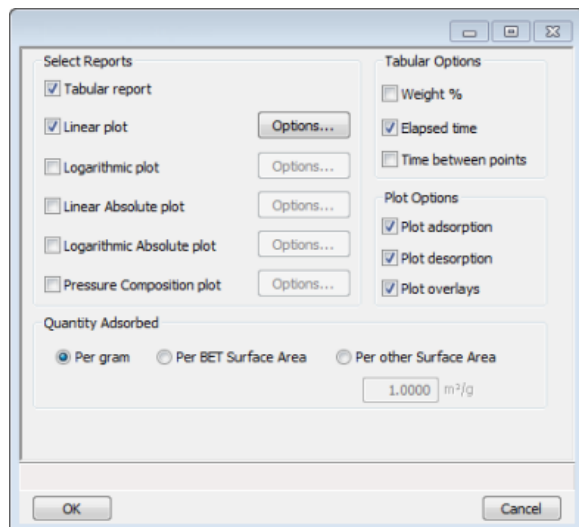 Select Reports
Tabular report
Linear plot Options...
Logarithmic plot Options...
Linear Absolute plot Options...
Logarithmic Absolute plot Options...
Pressure Composition plot Options...
Tabular Options
Weight %
Elapsed time
Time between points
Plot Options
Plot adsorption
Plot desorption
Plot overlays
Quantity Adsorbed
Per gram Per BET Surface Area Per other Surface Area
1.0000 m²/g
OK Cancel